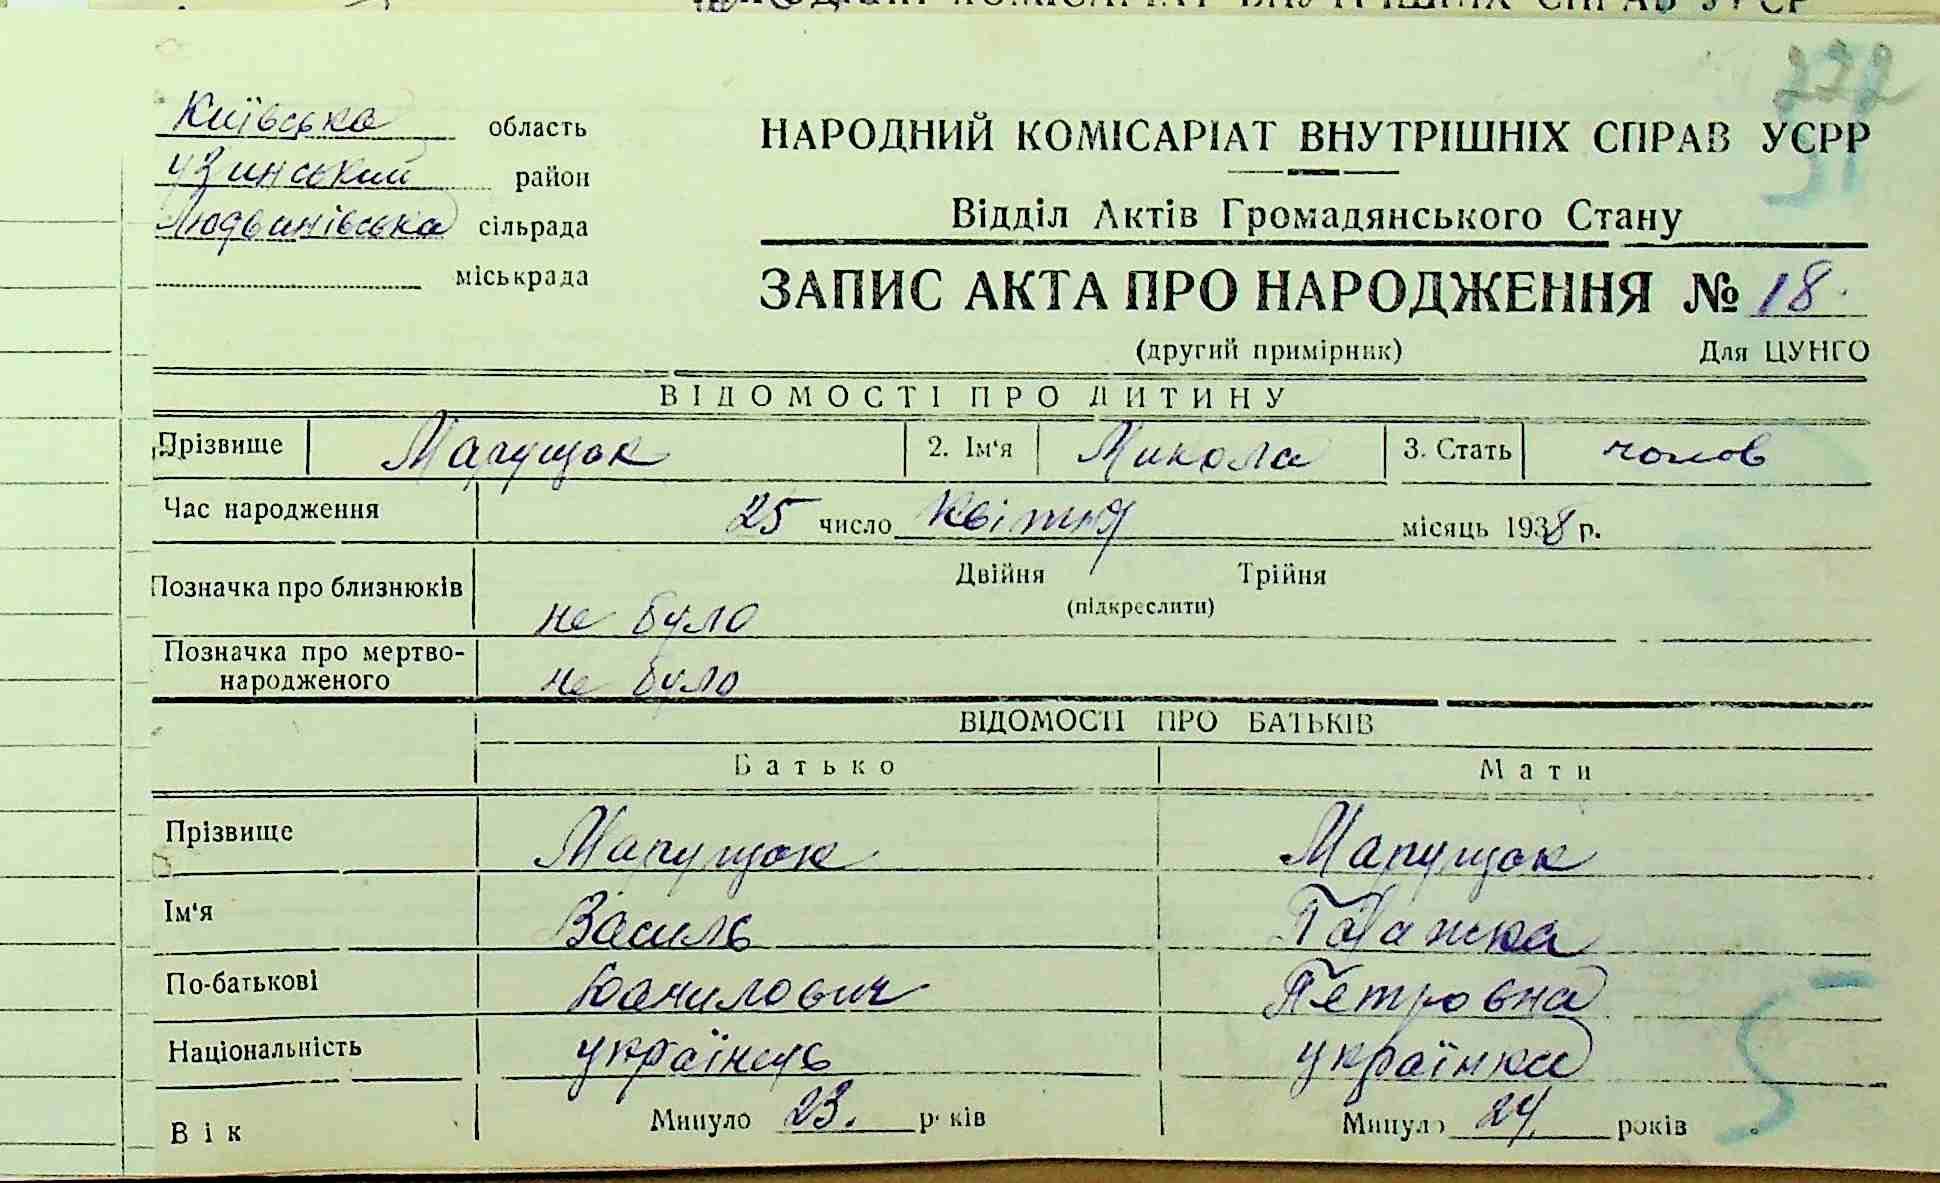 Київська область
Узинський район
Людвинівська сільрада
міськрада
222
НАРОДНИЙ КОМІСАРІАТ ВНУТРІШНІХ СПРАВ УСРР
Відділ Актів Громадянського Стану
ЗАПИС АКТА ПРО НАРОДЖЕННЯ № 18.
(другий примірник) Для ЦУНГО
ВІДОМОСТІ ПРО ДИТИНУ
Прізвище Марущак 2. Ім'я Микола 3. Стать чолов
Час народження 25 число квітня місяць 1938 р.
Позначка про близнюків не було Двійня Трійня
(підкреслити)
Позначка про мертво-
народженого не було
ВІДОМОСТІ ПРО БАТЬКІВ
Батько Мати
Прізвище Марущак Марущак
Ім'я Василь
По-батькові Петровна
Національність українець українка
Вік Минуло 23. років Минуло 24. років